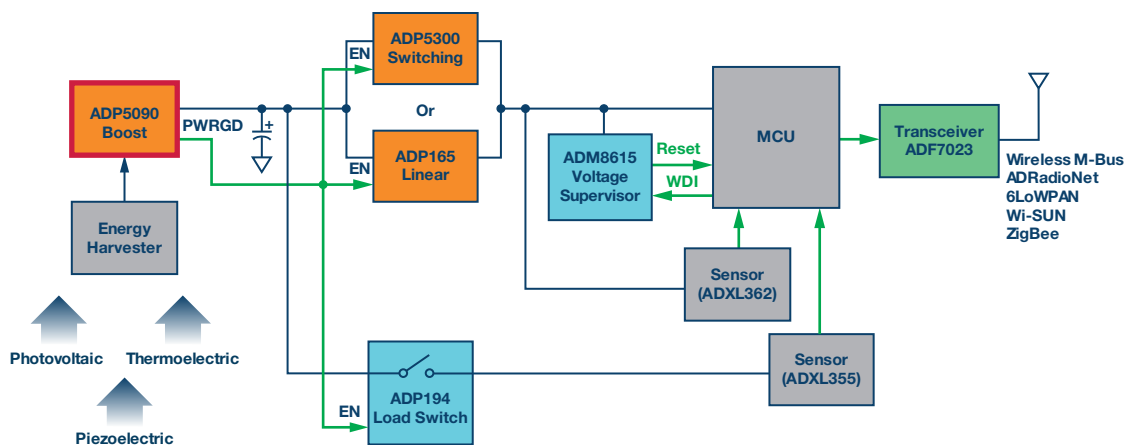 ADP5300
Switching
EN
ADP5090
Boost
PWRGD
+
Or
MCU
Transceiver
ADF7023
EN
ADP165
Linear
ADM8615
Voltage
Supervisor
Reset
WDI
Wireless M-Bus
ADRadioNet
6LoWPAN
Wi-SUN
ZigBee
Energy
Harvester
Sensor
(ADXL362)
Photovoltaic
Thermoelectric
Piezoelectric
Sensor
(ADXL355)
EN
ADP194
Load Switch